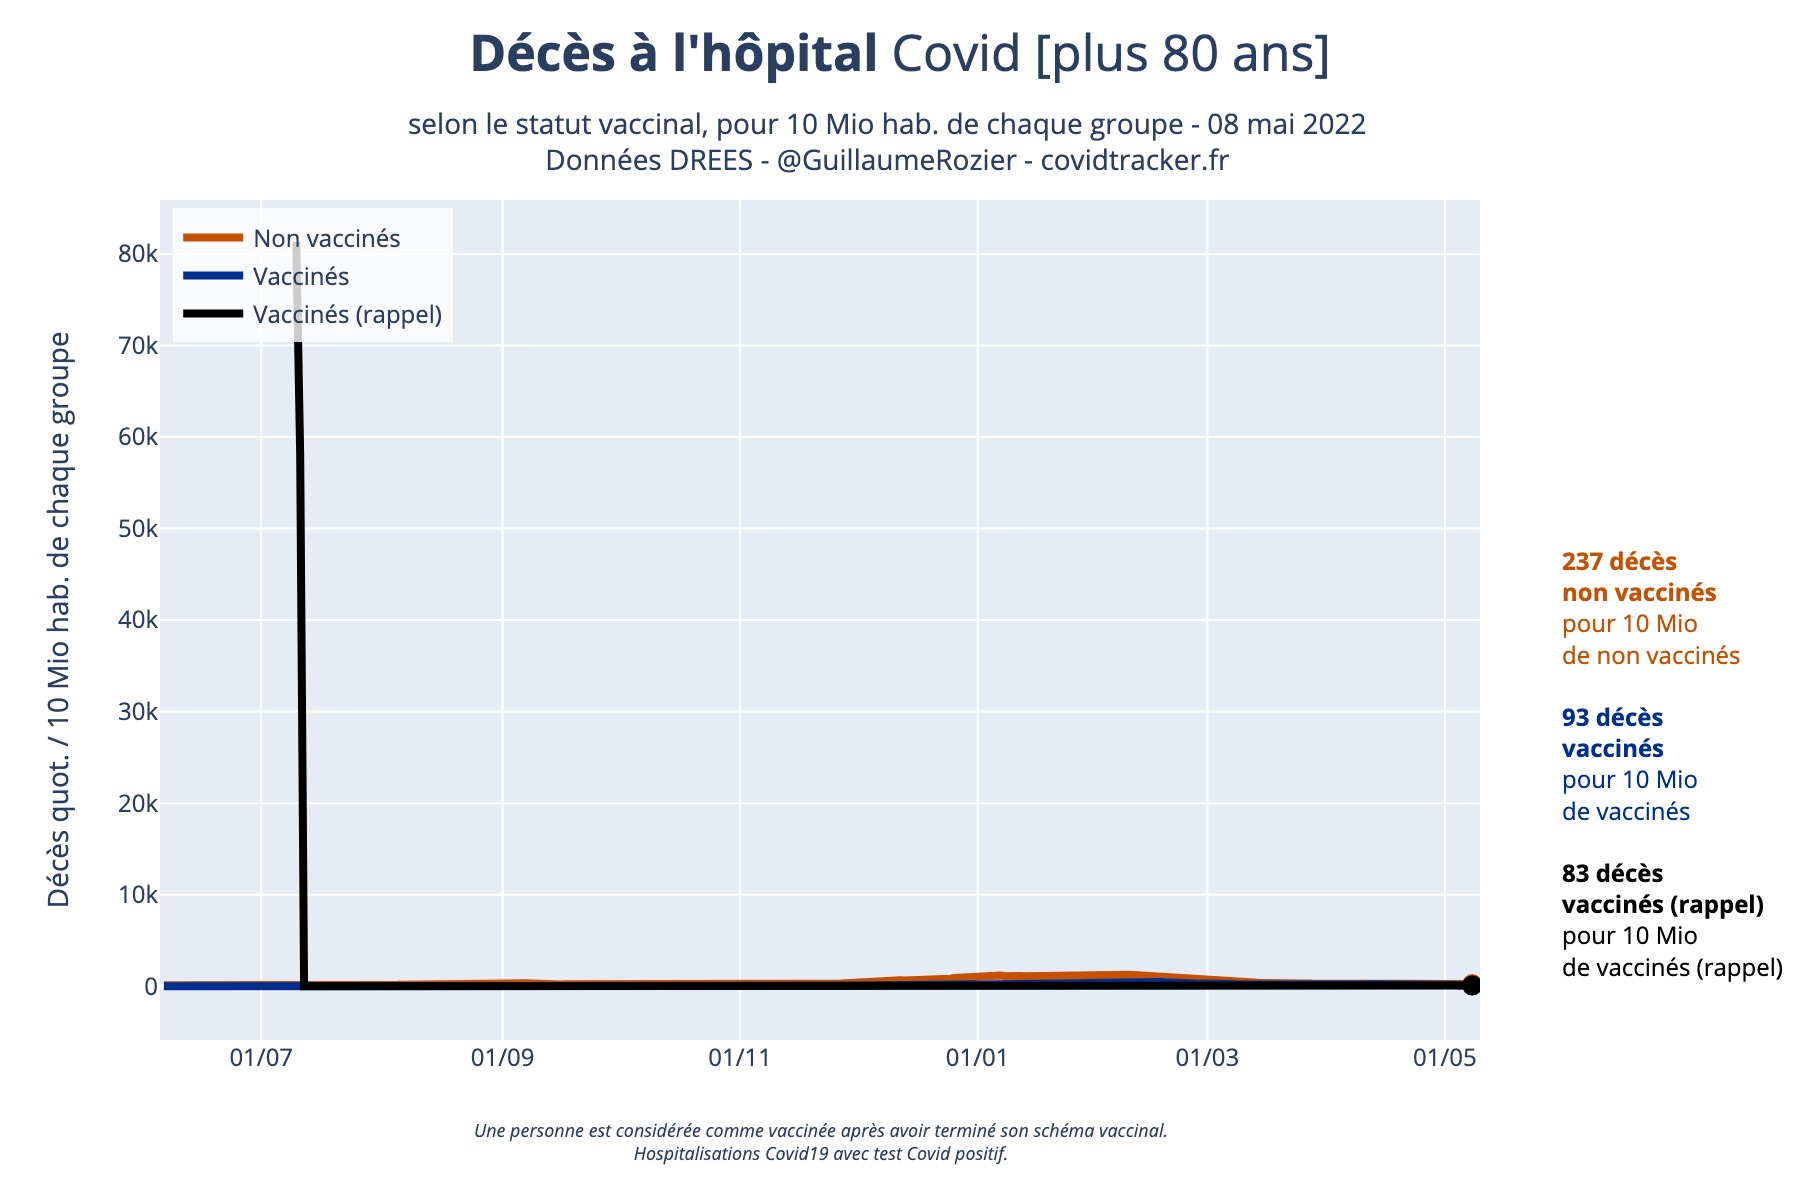 Décès à l'hôpital Covid [plus 80 ans]
selon le statut vaccinal, pour 10 Mio hab. de chaque groupe - 08 mai 2022
Données DREES - @GuillaumeRozier - covidtracker.fr
Non vaccinés
Vaccinés
Vaccinés (rappel)
Décès quot. / 10 Mio hab. de chaque groupe
80k
70k
60k
50k
40k
30k
20k
10k
0
01/07
01/09
01/11
01/01
01/03
01/05
237 décès
non vaccinés
pour 10 Mio
de non vaccinés
93 décès
vaccinés
pour 10 Mio
de vaccinés
83 décès
vaccinés (rappel)
pour 10 Mio
de vaccinés (rappel)
Une personne est considérée comme vaccinée après avoir terminé son schéma vaccinal.
Hospitalisations Covid19 avec test Covid positif.